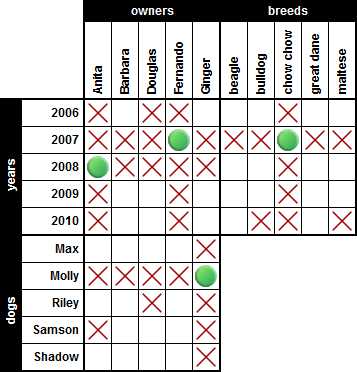 owners
breeds
Anita
Barbara
Douglas
Fernando
Ginger
beagle
bulldog
chow chow
great dane
maltese
years
2006
2007
2008
2009
2010
dogs
Max
Molly
Riley
Samson
Shadow